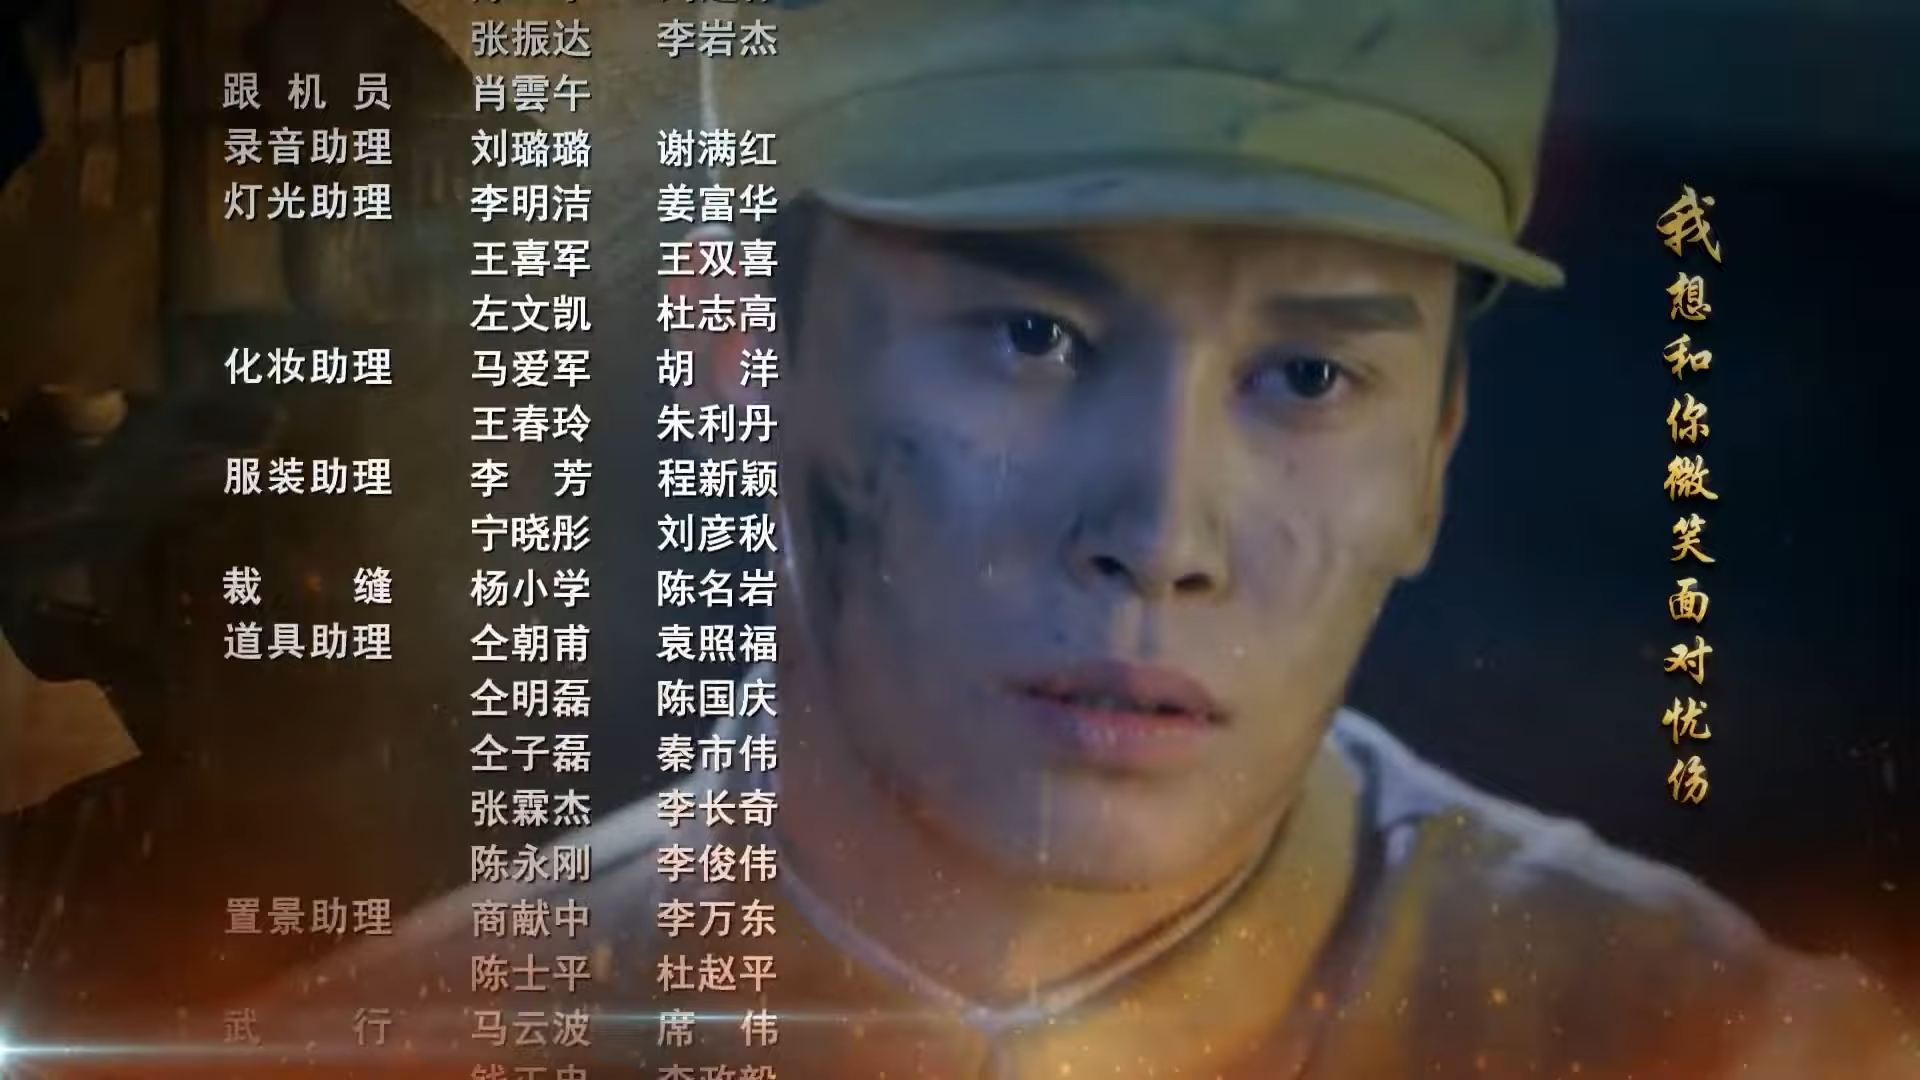 张振达 李岩杰
跟机员 肖雲午
录音助理 刘璐璐 谢满红
灯光助理 李明洁 姜富华
王喜军 王双喜
左文凯 杜志高
化妆助理 马爱军 胡洋
王春玲 朱利丹
服装助理 李芳 程新颖
宁晓彤 刘彦秋
裁缝 杨小学 陈名岩
道具助理 仝朝甫 袁照福
仝明磊 陈国庆
仝子磊 秦市伟
张霖杰 李长奇
陈永刚 李俊伟
置景助理 商献中 李万东
陈士平 杜赵平
武行 马云波 席伟
我想和你微笑面对忧伤